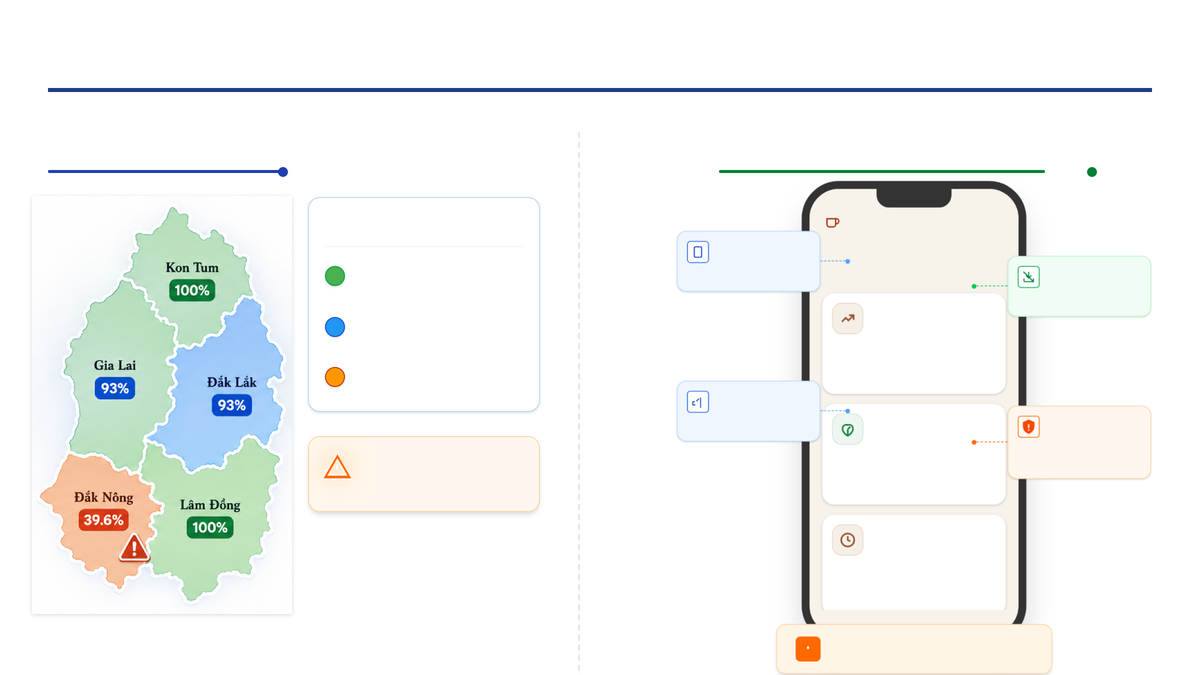 Kon Tum
100%
Gia Lai
93%
Đắk Lắk
93%
Đắk Nông
39.6%
Lâm Đồng
100%